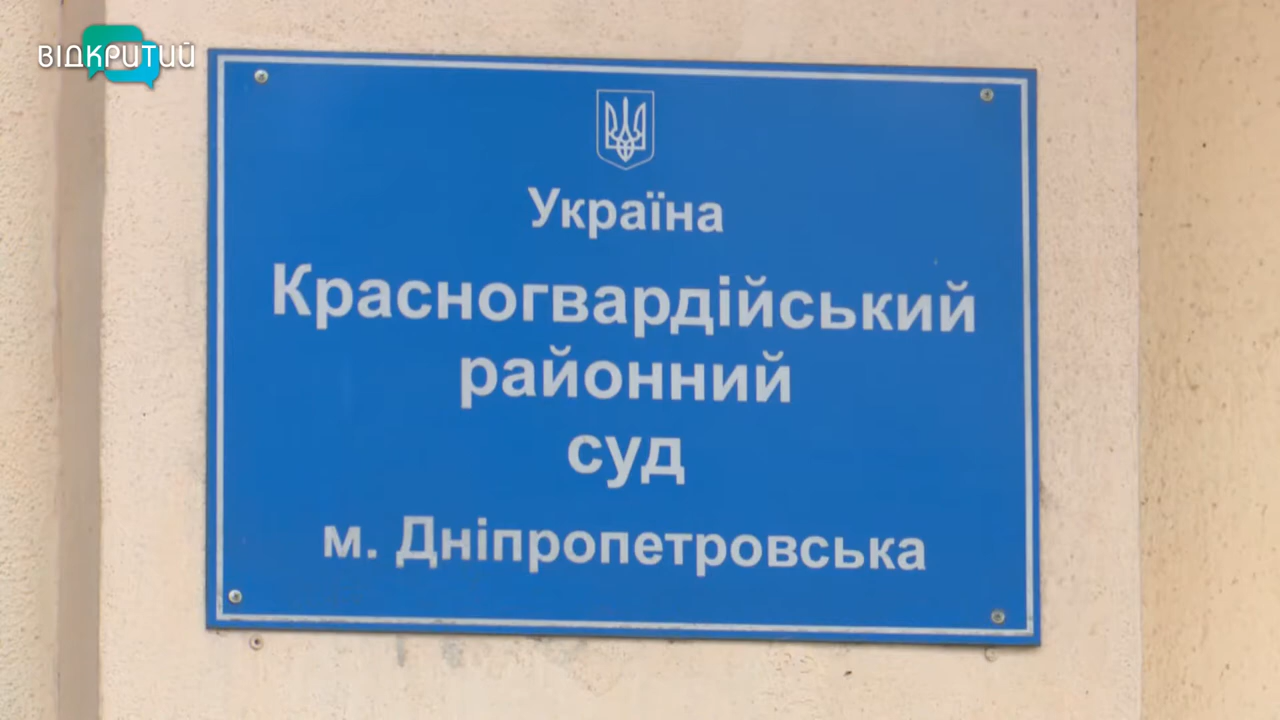 ВІДКРИТИЙ
Україна
Красногвардійський
районний
суд
м. Дніпропетровська